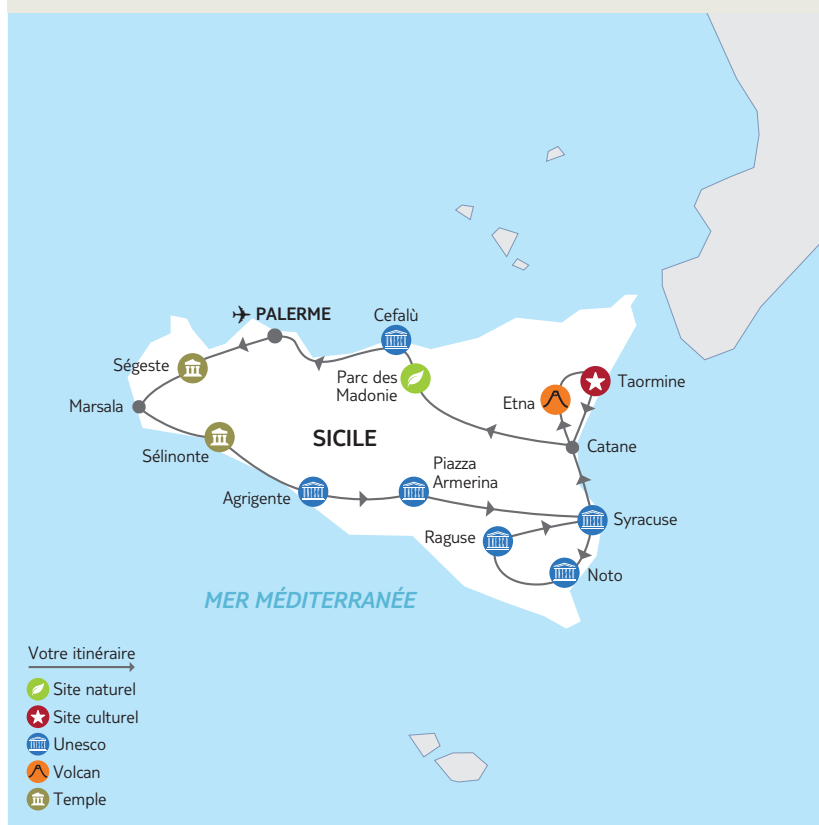 PALERME
Cefalù
Ségeste
Parc des
Madonie
Taormine
Etna
Marsala
SICILE
Catane
Sélinonte
Piazza
Armerina
Agrigente
Syracuse
Raguse
Noto
MER MÉDITERRANÉE
Votre itinéraire
Site naturel
Site culturel
Unesco
Volcan
Temple